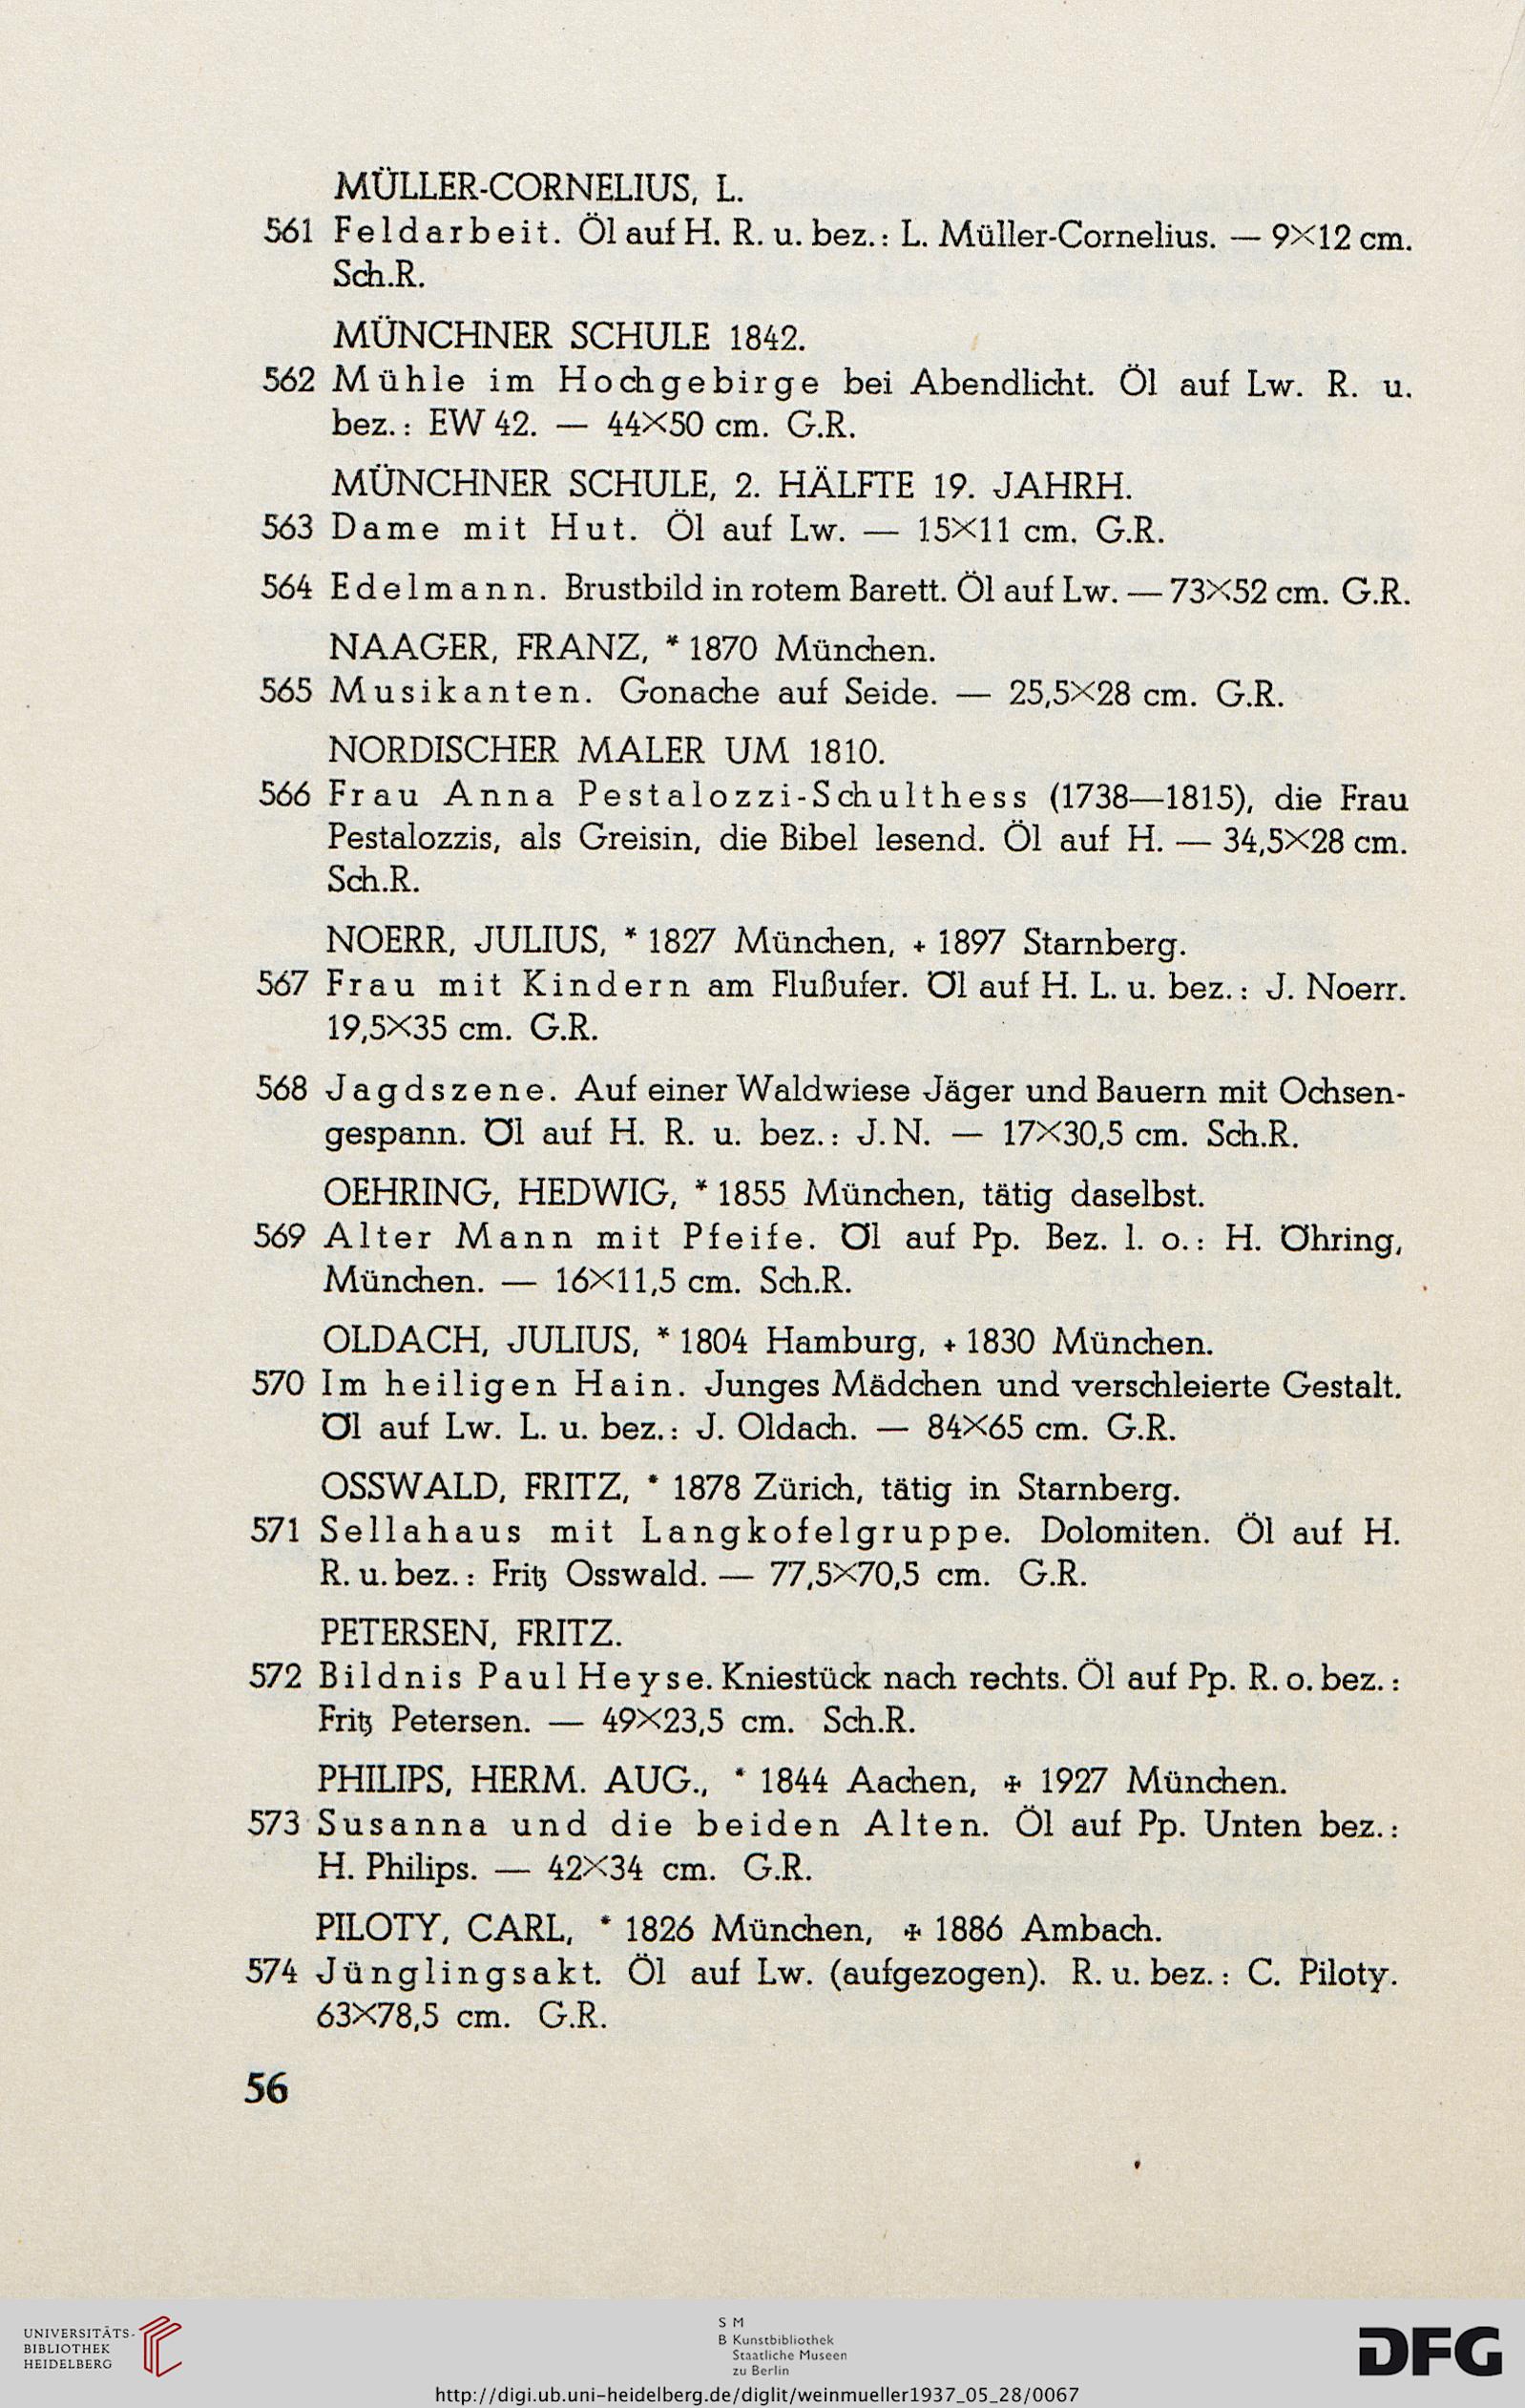 MÜLLER-CORNELIUS, L.
561 Feldarbeit. Öl auf H. R. u. bez.: L. Müller-Cornelius. — 9×12 cm.
Sch.R.
MÜNCHNER SCHULE 1842.
562 Mühle im Hochgebirge bei Abendlicht. Öl auf Lw. R. u.
bez.: EW 42. — 44×50 cm. G.R.
MÜNCHNER SCHULE, 2. HÄLFTE 19. JAHRH.
563 Dame mit Hut. Öl auf Lw. — 15×11 cm. G.R.
564 Edelmann. Brustbild in rotem Barett. Öl auf Lw. — 73×52 cm. G.R.
NAAGER, FRANZ, * 1870 München.
565 Musikanten. Gonache auf Seide. — 25,5×28 cm. G.R.
NORDISCHER MALER UM 1810.
566 Frau Anna Pestalozzi-Schulthess (1738—1815), die Frau
Pestalozzis, als Greisin, die Bibel lesend. Öl auf H. — 34,5×28 cm.
Sch.R.
NOERR, JULIUS, * 1827 München, + 1897 Starnberg.
567 Frau mit Kindern am Flußufer. Öl auf H. L. u. bez.: J. Noerr.
19,5×35 cm. G.R.
568 Jagdszene. Auf einer Waldwiese Jäger und Bauern mit Ochsen-
gespann. Öl auf H. R. u. bez.: J. N. — 17×30,5 cm. Sch.R.
OEHRING, HEDWIG, * 1855 München, tätig daselbst.
569 Alter Mann mit Pfeife. Öl auf Pp. Bez. l. o.: H. Öhring,
München. — 16×11,5 cm. Sch.R.
OLDACH, JULIUS, * 1804 Hamburg, + 1830 München.
570 Im heiligen Hain. Junges Mädchen und verschleierte Gestalt.
Öl auf Lw. L. u. bez.: J. Oldach. — 84×65 cm. G.R.
OSSWALD, FRITZ, * 1878 Zürich, tätig in Starnberg.
571 Sellahaus mit Langkofelgruppe. Dolomiten. Öl auf H.
R. u. bez.: Fritz Osswald. — 77,5×70,5 cm. G.R.
PETERSEN, FRITZ.
572 Bildnis Paul Heyse. Kniestück nach rechts. Öl auf Pp. R. o. bez.:
Fritz Petersen. — 49×23,5 cm. Sch.R.
PHILIPS, HERM. AUG., * 1844 Aachen, ✠ 1927 München.
573 Susanna und die beiden Alten. Öl auf Pp. Unten bez.:
H. Philips. — 42×34 cm. G.R.
PILOTY, CARL, * 1826 München, ✠ 1886 Ambach.
574 Jünglingsakt. Öl auf Lw. (aufgezogen). R. u. bez.: C. Piloty.
63×78,5 cm. G.R.
56
UNIVERSITÄTS-
BIBLIOTHEK
HEIDELBERG
S M
B Kunstbibliothek
Staatliche Museen
zu Berlin
DFG
http://digi.ub.uni-heidelberg.de/diglit/weinmueller1937_05_28/0067